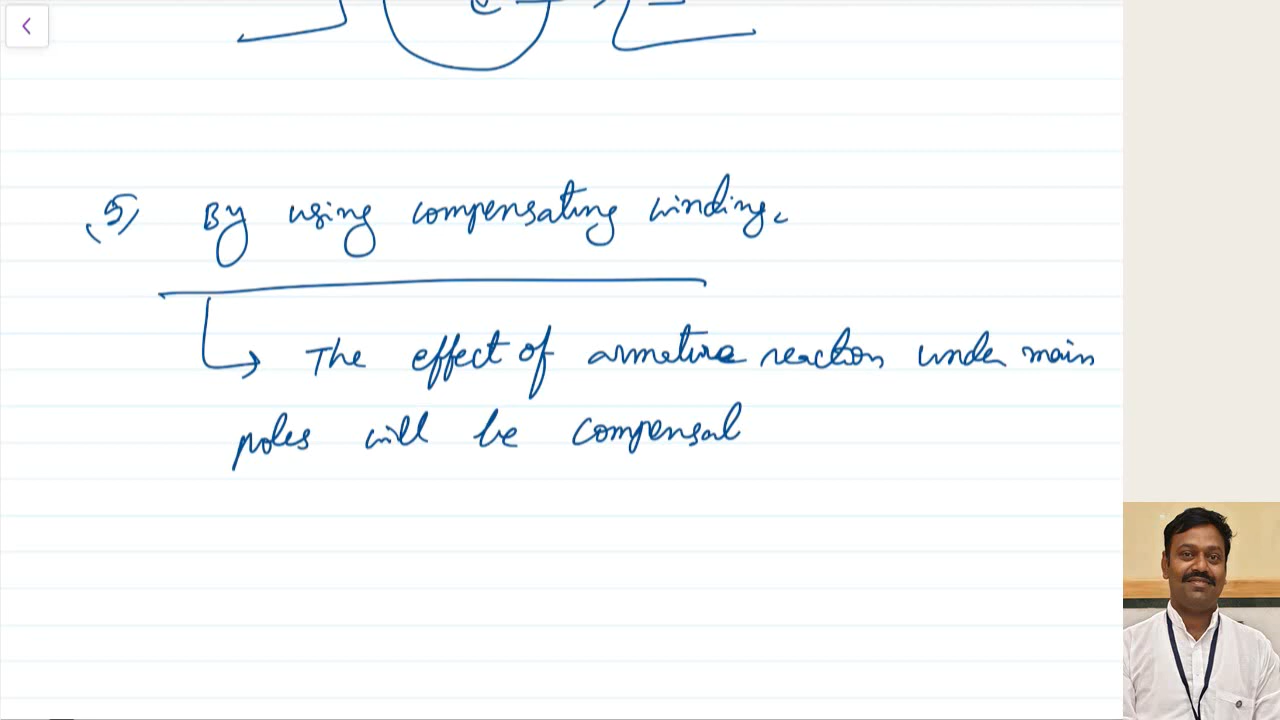 (5) By using compensating winding.
The effect of armature reaction under main
poles will be compensal